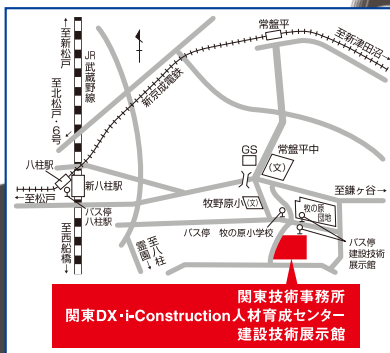 常盤平
至新津田沼→
←至新松戸
JR武蔵野線
←至北松戸・6号
新京成電鉄
GS
常盤平中
(文)
八柱駅
新八柱駅
←至松戸
バス停
八柱駅
牧野原小
(文)
至鎌ヶ谷→
牧の原
団地
バス停
牧の原小学校
バス停
建設技術
展示館
至西船橋→
至八柱
霊園→
関東技術事務所
関東DX・i-Construction人材育成センター
建設技術展示館